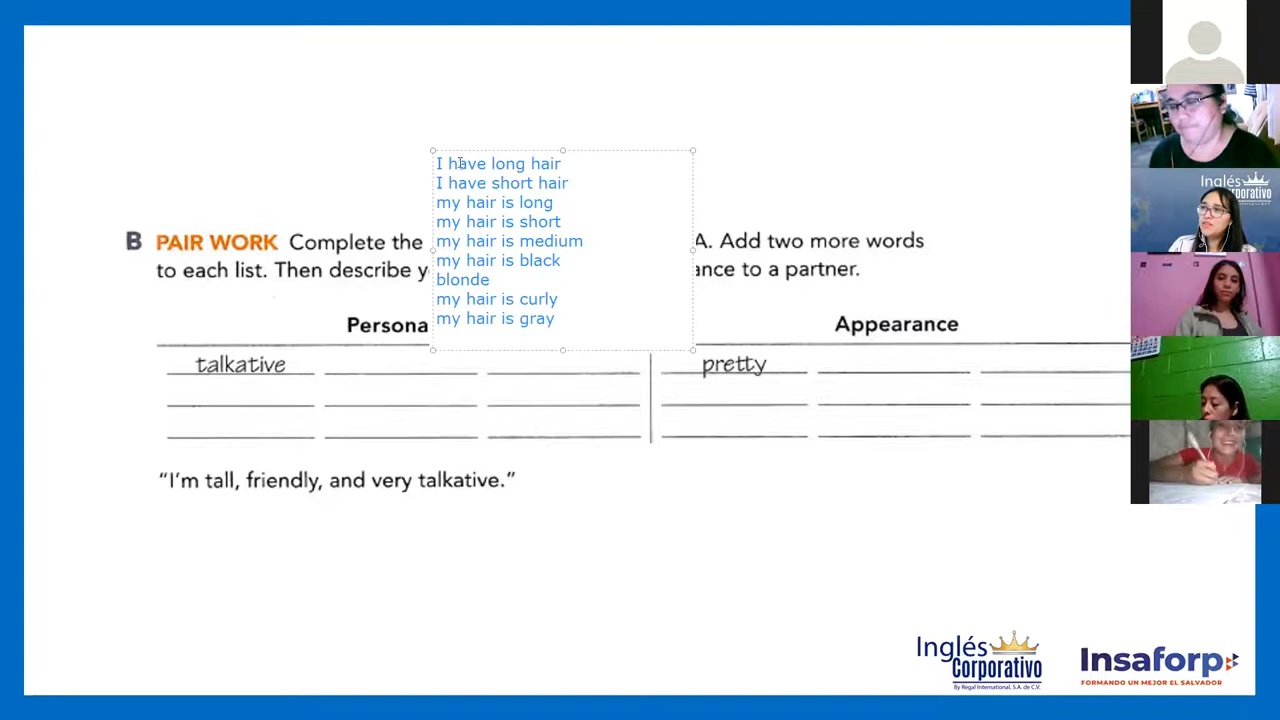 I have long hair
I have short hair
my hair is long
my hair is short
my hair is medium
my hair is black
blonde
my hair is curly
my hair is gray
B PAIR WORK Complete the A. Add two more words
to each list. Then describe y ance to a partner.
Persona Appearance
talkative pretty
“I’m tall, friendly, and very talkative.”
Inglés
Corporativo
Inglés
Corporativo
By Regal International, S.A. de C.V.
Insaforp
FORMANDO UN MEJOR EL SALVADOR